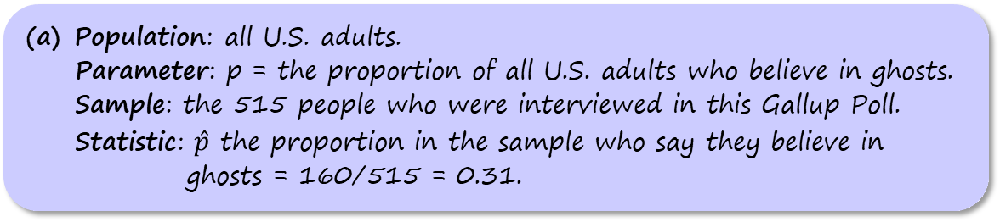 (a) Population: all U.S. adults.
Parameter: p = the proportion of all U.S. adults who believe in ghosts.
Sample: the 515 people who were interviewed in this Gallup Poll.
Statistic: p̂ the proportion in the sample who say they believe in
ghosts = 160/515 = 0.31.